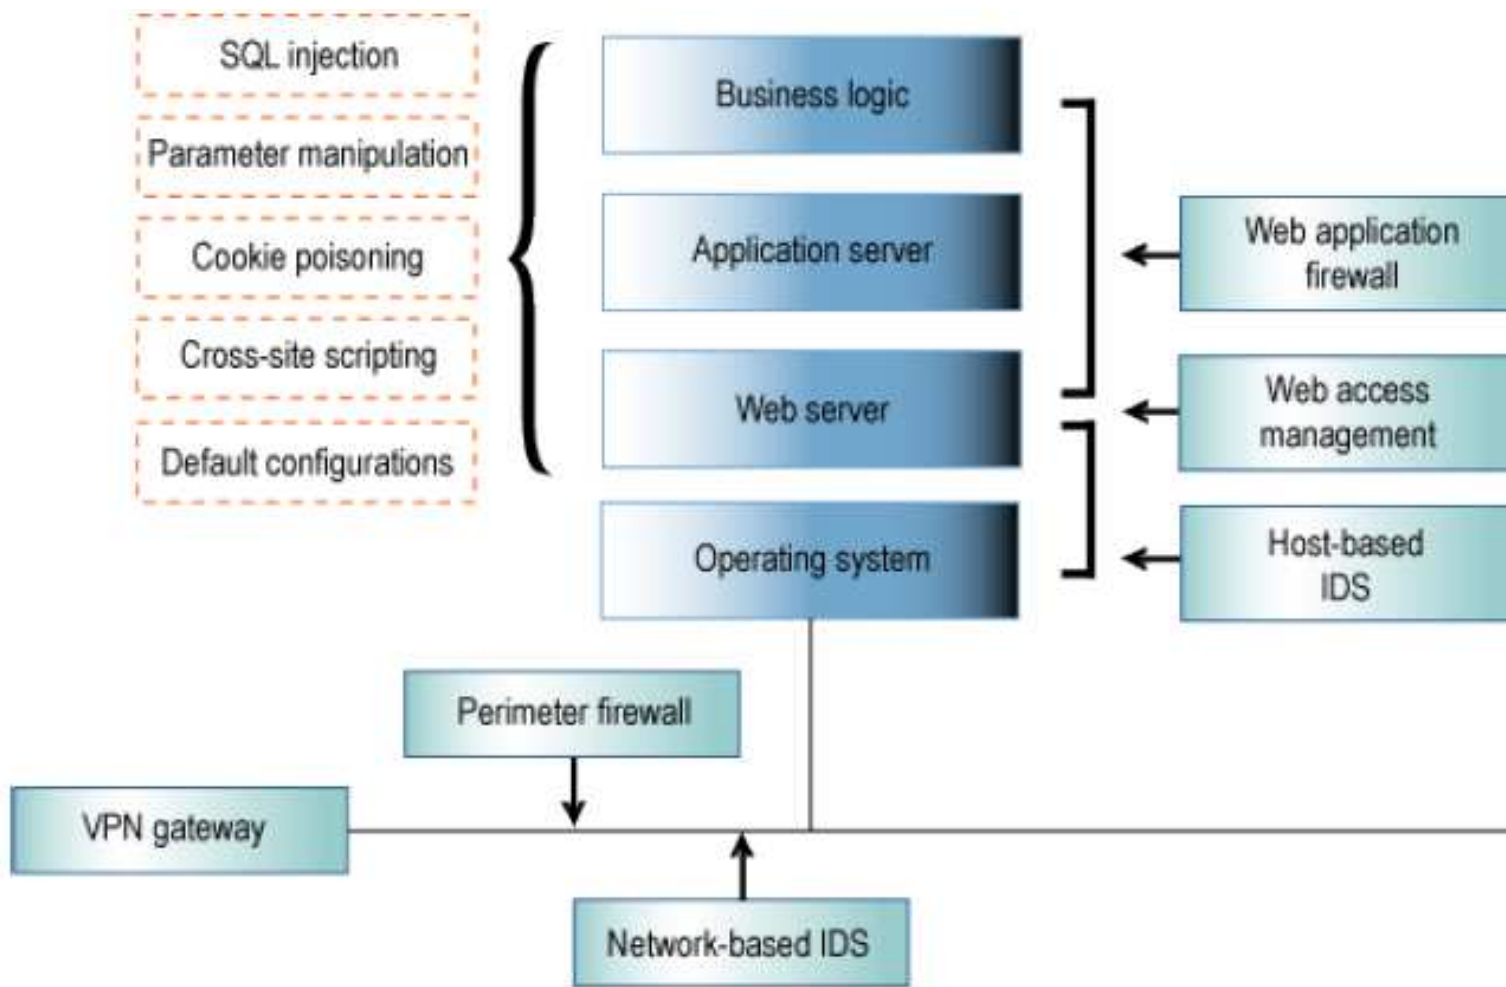 SQL injection
Parameter manipulation
Cookie poisoning
Cross-site scripting
Default configurations
Business logic
Application server
Web server
Operating system
Web application
firewall
Web access
management
Host-based
IDS
Perimeter firewall
VPN gateway
Network-based IDS